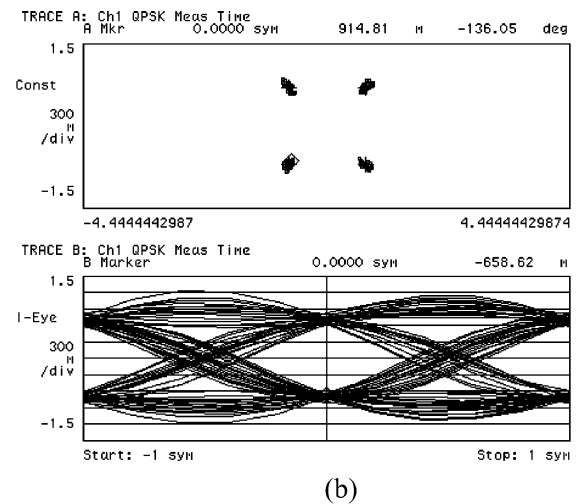 TRACE A: Ch1 QPSK Meas Time
A Mkr 0.0000 sym 914.81 m -136.05 deg
1.5
Const
300
m
/div
-1.5
-4.4444442987 4.44444429874
TRACE B: Ch1 QPSK Meas Time
B Marker 0.0000 sym -658.62 m
1.5
I-Eye
300
m
/div
-1.5
Start: -1 sym Stop: 1 sym
(b)